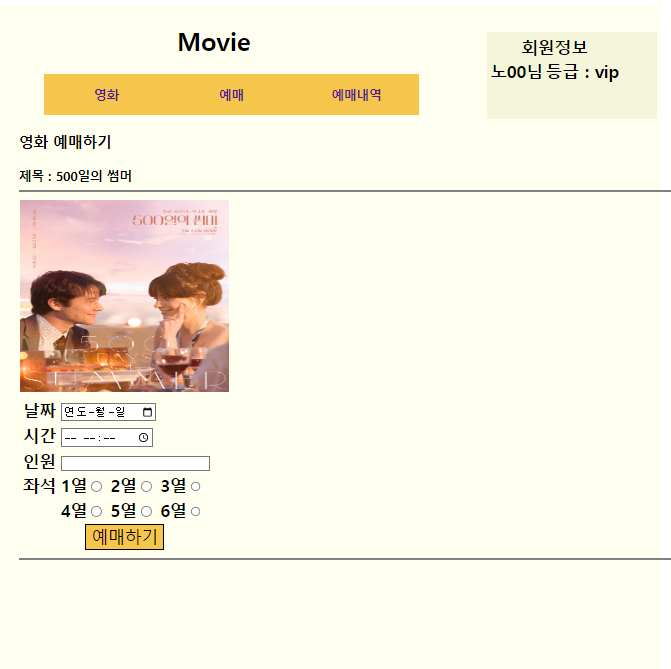 Movie
회원정보
노00님 등급 : vip
영화 예매 예매내역
영화 예매하기
제목 : 500일의 썸머
500일의 썸머
500
DAYS
SUMMER
날짜 연도-월-일
시간 -- --:--
인원
좌석 1열 2열 3열
4열 5열 6열
예매하기